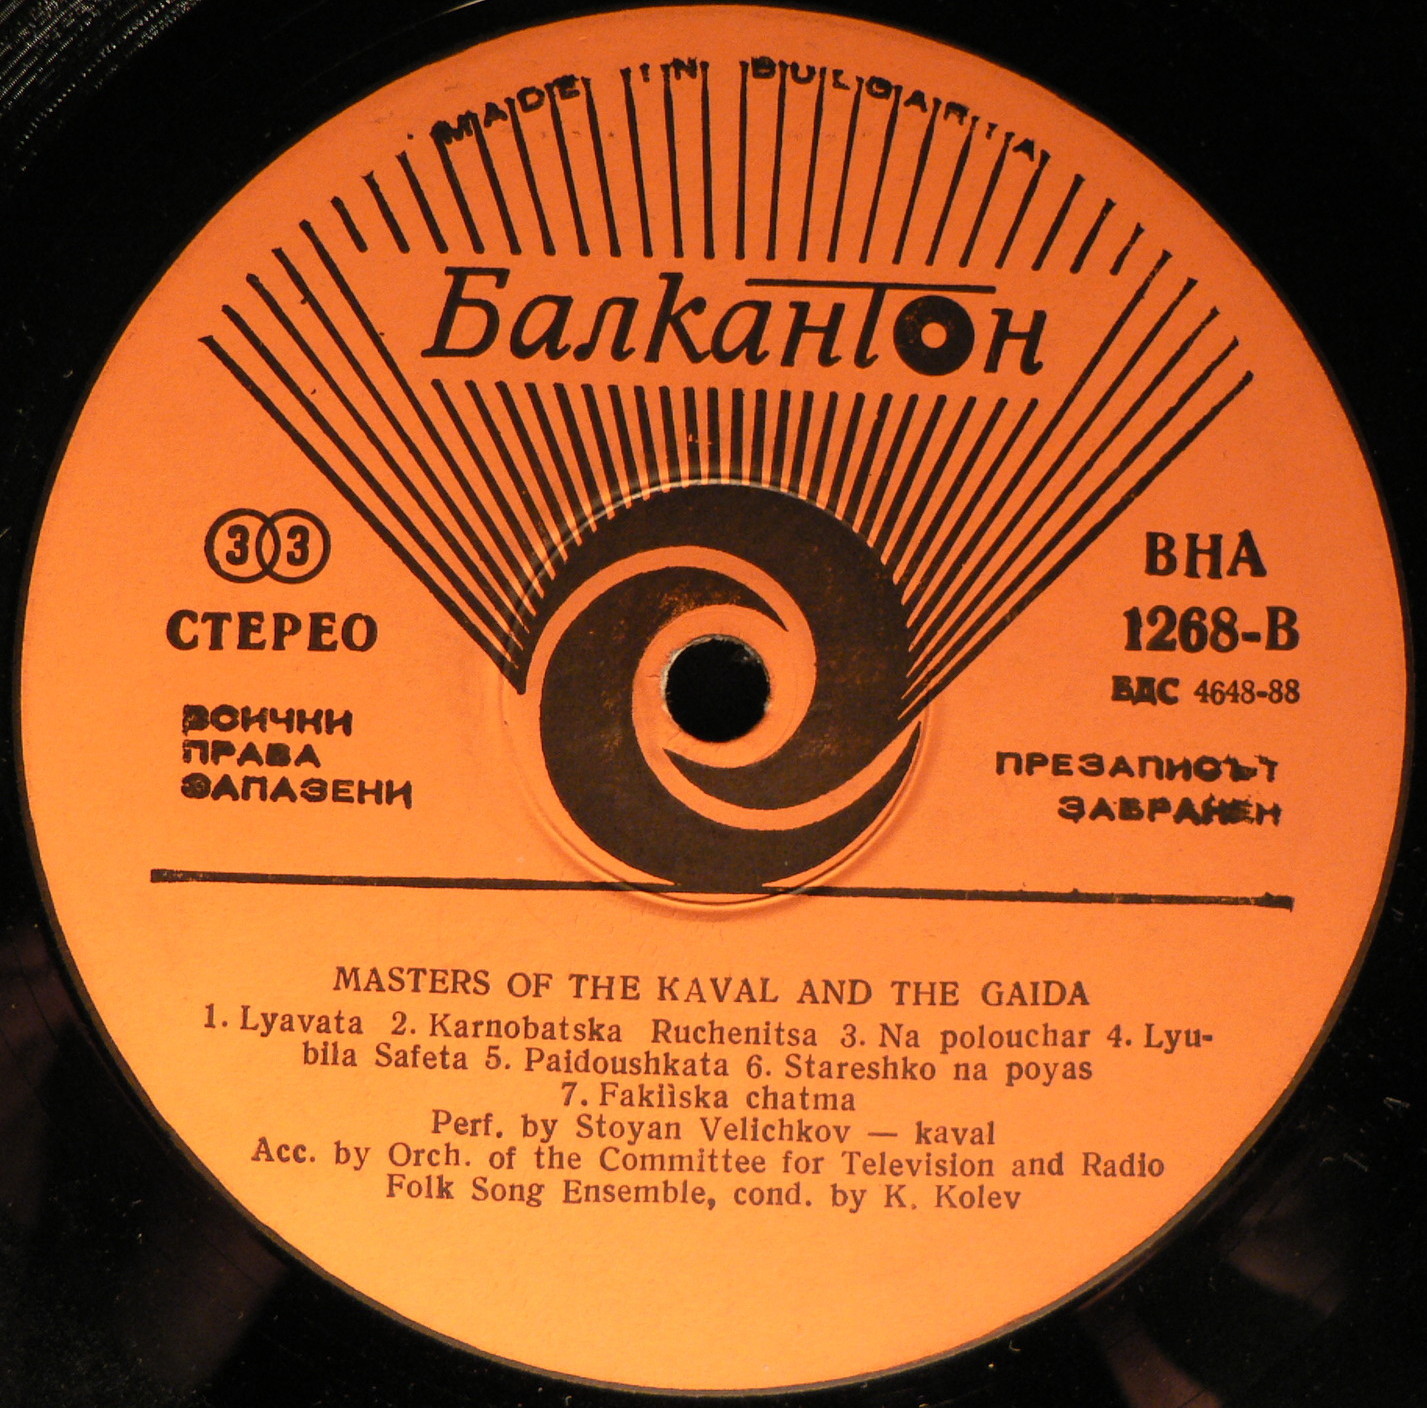 MADE IN BULGARIA
Балкантон
33
СТЕРЕО
ВСИЧКИ
ПРАВА
ЗАПАЗЕНИ
ВНА
1268-В
БДС 4648-88
ПРЕЗАПИСЪТ
ЗАБРАНЕН
MASTERS OF THE KAVAL AND THE GAIDA
1. Lyavata 2. Karnobatska Ruchenitsa 3. Na polouchar 4. Lyu-
bila Safeta 5. Paidoushkata 6. Stareshko na poyas
7. Fakiiska chatma
Perf. by Stoyan Velichkov — kaval
Acc. by Orch. of the Committee for Television and Radio
Folk Song Ensemble, cond. by K. Kolev